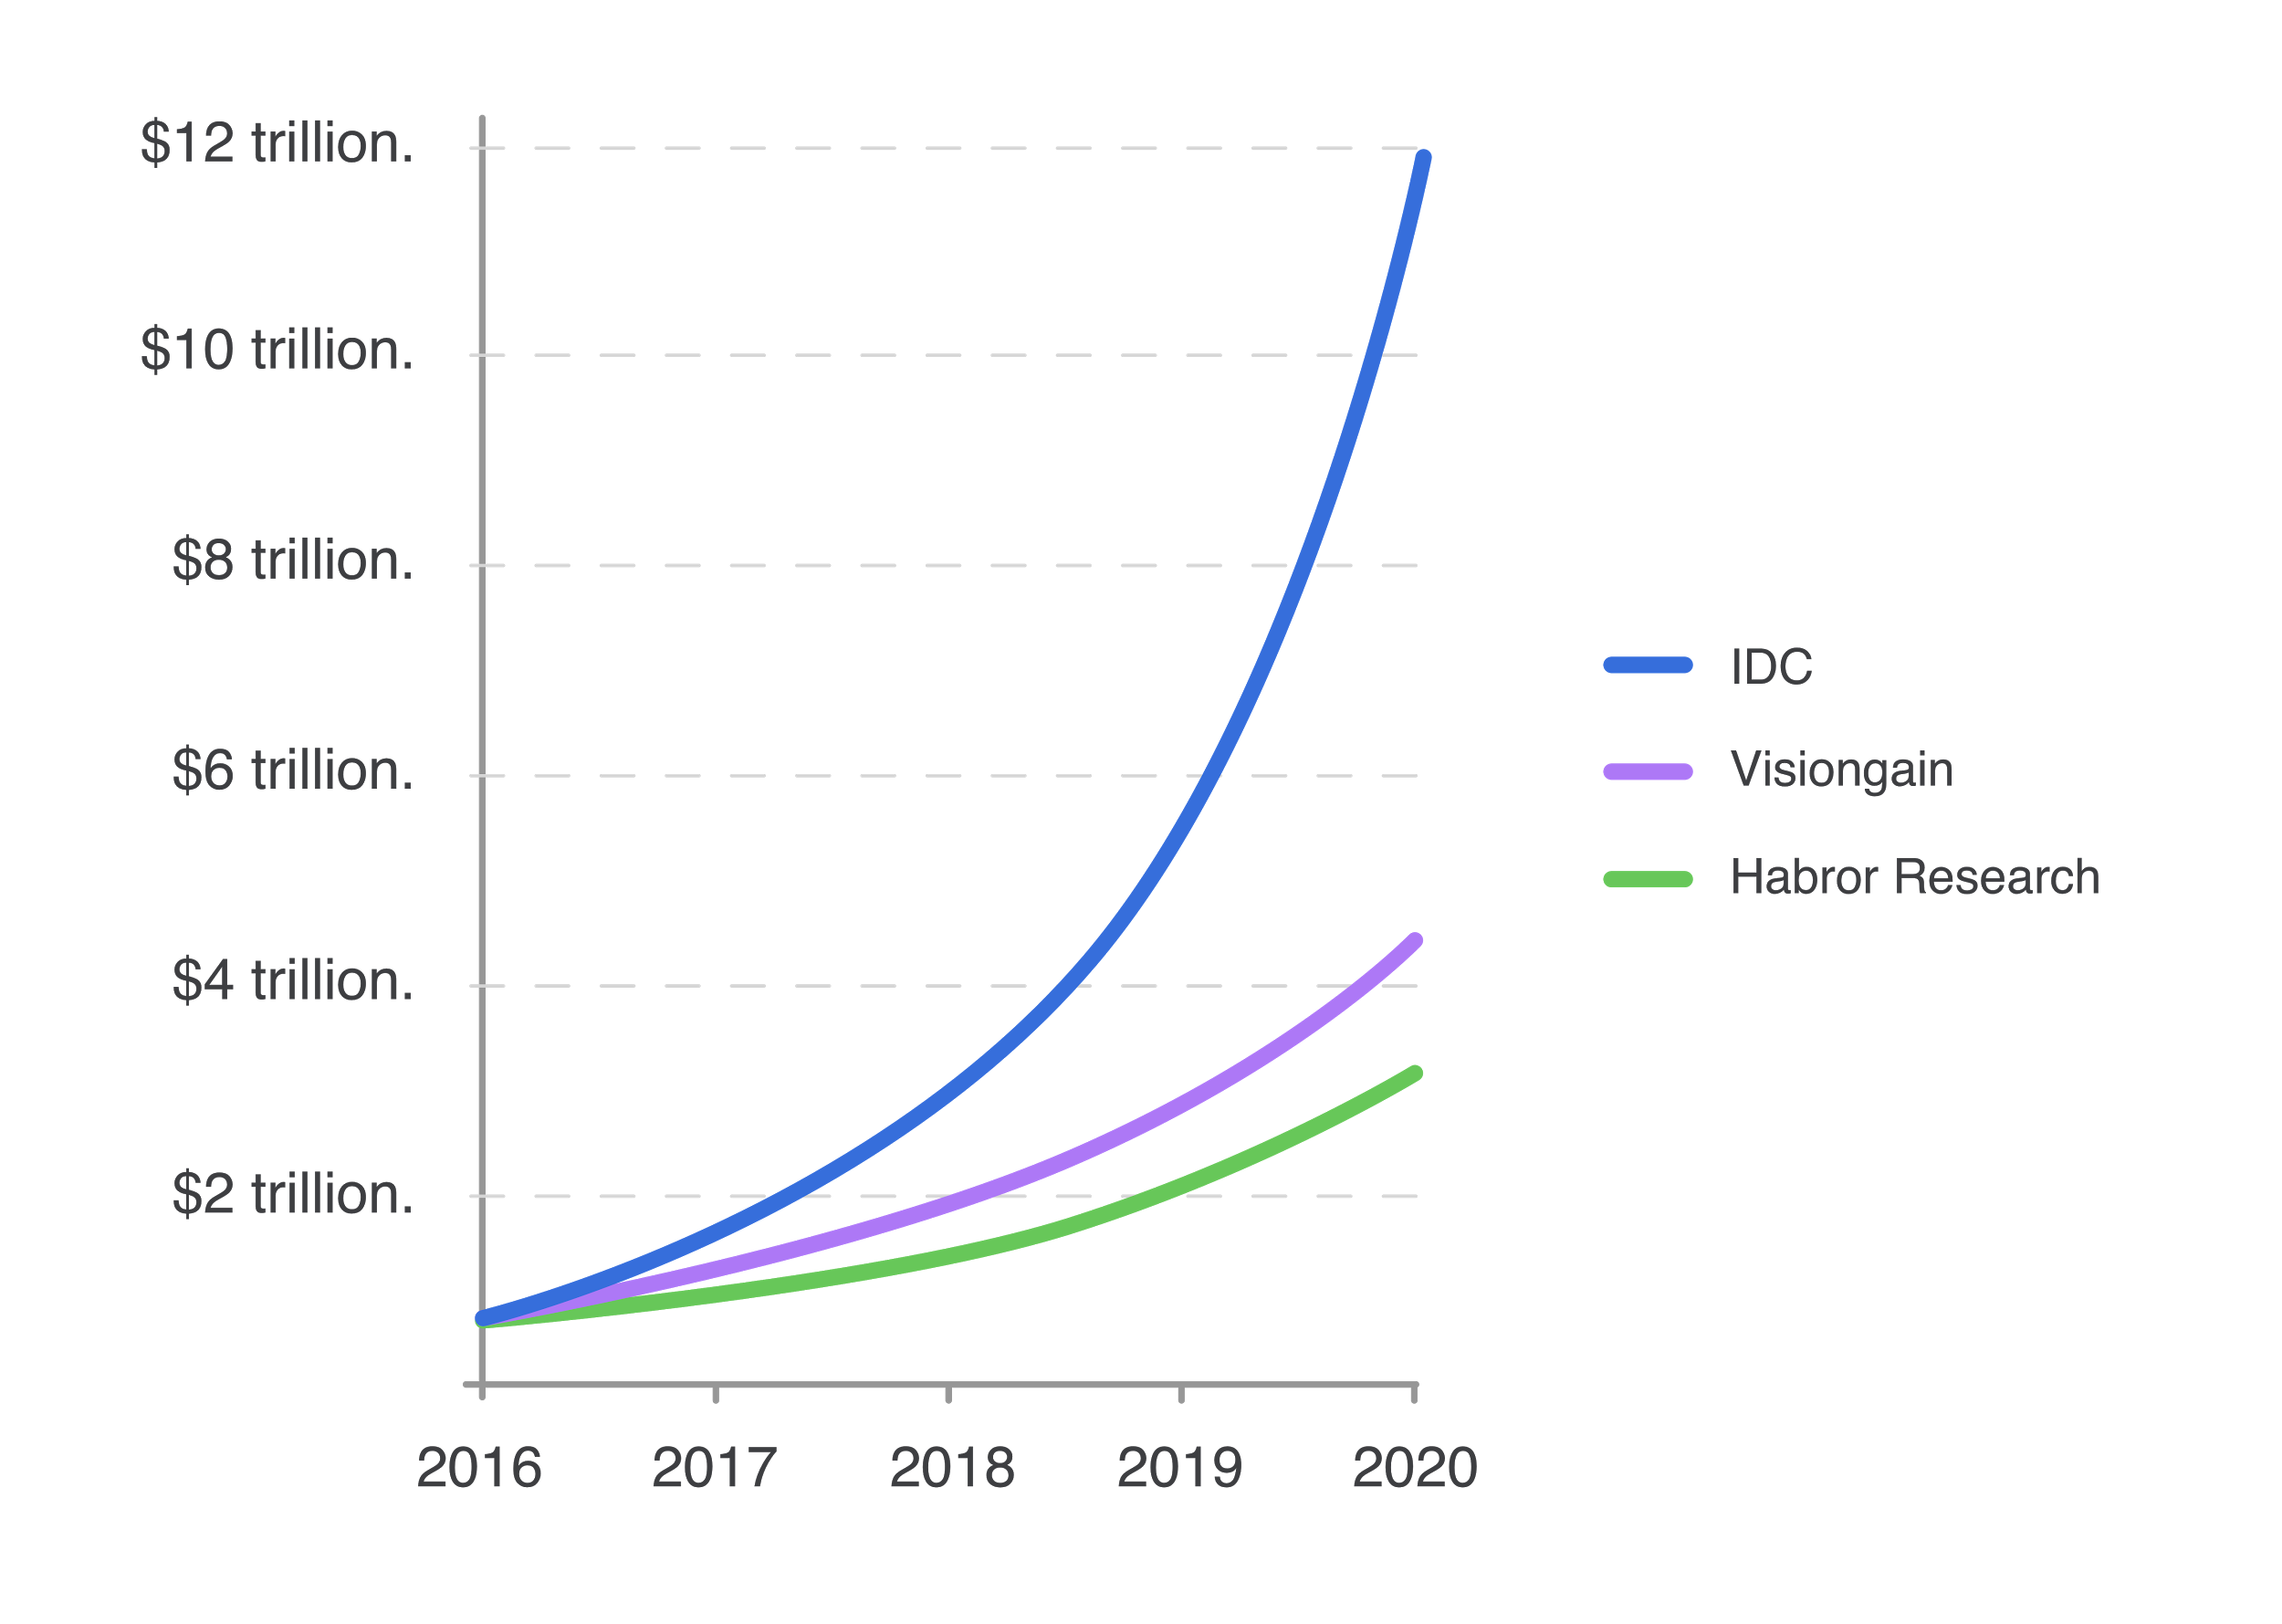 $12 trillion.
$10 trillion.
$8 trillion.
$6 trillion.
$4 trillion.
$2 trillion.
2016 2017 2018 2019 2020
IDC
Visiongain
Habror Research